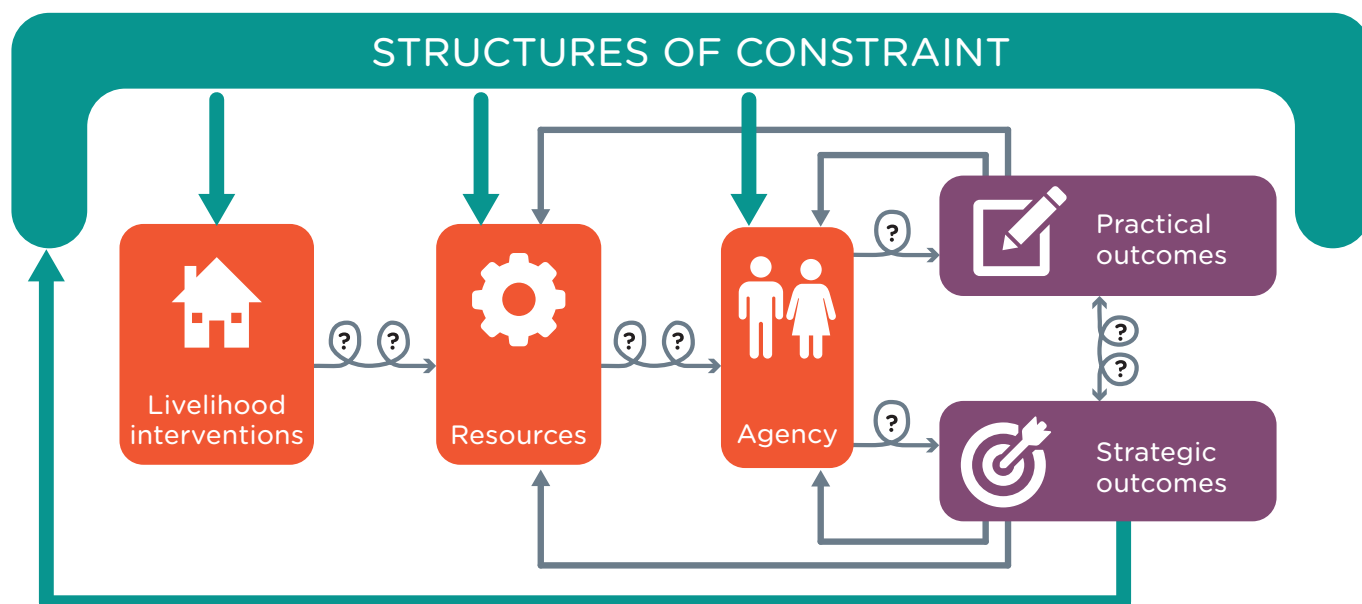 STRUCTURES OF CONSTRAINT
Livelihood
interventions
? ?
Resources
? ?
Agency
?
?
Practical
outcomes
?
?
Strategic
outcomes